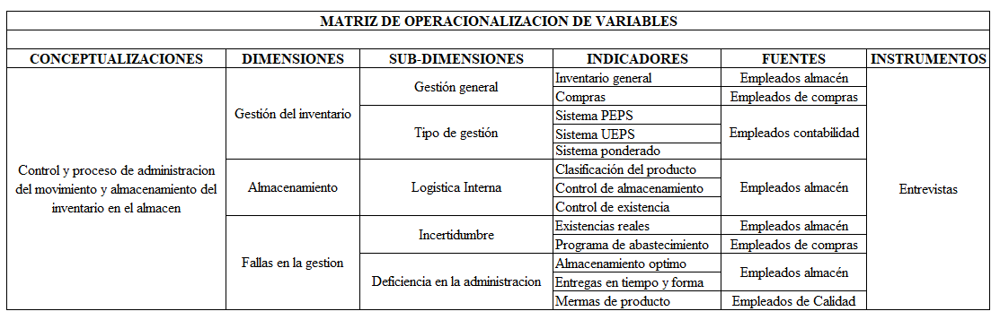 MATRIZ DE OPERACIONALIZACION DE VARIABLES
CONCEPTUALIZACIONES DIMENSIONES SUB-DIMENSIONES INDICADORES FUENTES INSTRUMENTOS
Control y proceso de administracion
del movimiento y almacenamiento del
inventario en el almacen
Gestión del inventario
Gestión general
Inventario general
Empleados almacén
Compras
Empleados de compras
Tipo de gestión
Sistema PEPS
Sistema UEPS
Sistema ponderado
Empleados contabilidad
Almacenamiento
Logistica Interna
Clasificación del producto
Control de almacenamiento
Control de existencia
Empleados almacén
Fallas en la gestion
Incertidumbre
Existencias reales
Empleados almacén
Programa de abastecimiento
Empleados de compras
Deficiencia en la administracion
Almacenamiento optimo
Entregas en tiempo y forma
Empleados almacén
Mermas de producto
Empleados de Calidad
Entrevistas